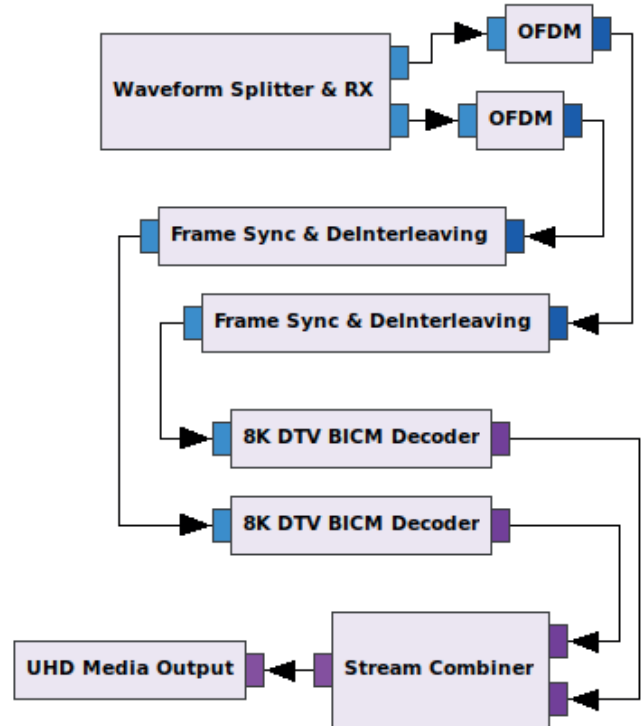 OFDM
Waveform Splitter & RX
OFDM
Frame Sync & DeInterleaving
Frame Sync & DeInterleaving
8K DTV BICM Decoder
8K DTV BICM Decoder
UHD Media Output
Stream Combiner